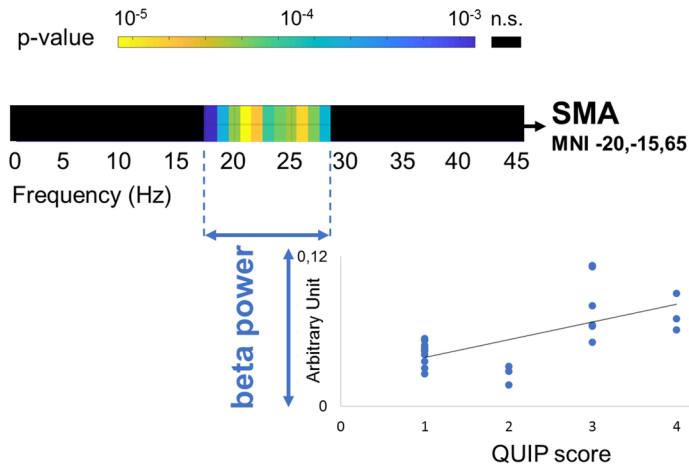 10-5 10-4 10-3 n.s.
p-value
SMA
MNI -20,-15,65
0 5 10 15 20 25 30 35 40 45
Frequency (Hz)
beta power
0,12
Arbitrary Unit
0
0 1 2 3 4
QUIP score